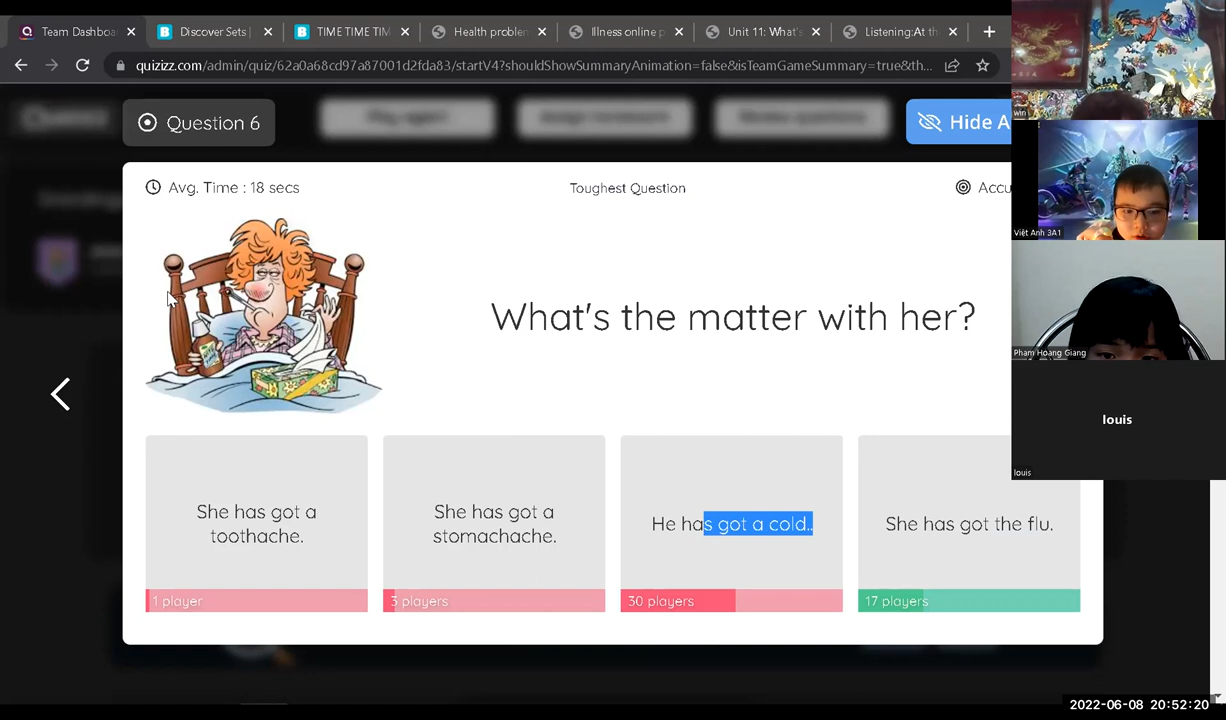 Team Dashboa
Discover Sets |
TIME TIME TIM
Health problen
Illness online p
Unit 11: What's
Listening:At th
quizizz.com/admin/quiz/62a0a68cd97a87001d2fda83/startV4?shouldShowSummaryAnimation=false&isTeamGameSummary=true&th...
Question 6
Hide A
Avg. Time : 18 secs
Toughest Question
Accu
What's the matter with her?
She has got a
toothache.
1 player
She has got a
stomachache.
3 players
He has got a cold..
30 players
She has got the flu.
17 players
win
Việt Anh 3A1
Pham Hoang Giang
louis
louis
2022-06-08 20:52:20